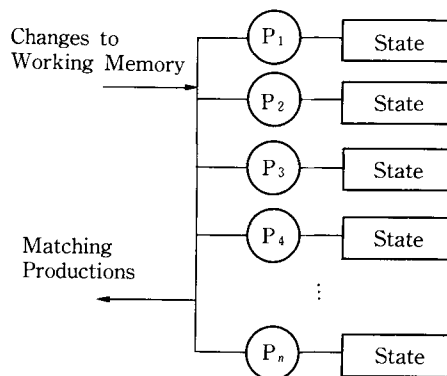 Changes to
Working Memory
P₁ State
P₂ State
P₃ State
P₄ State
Matching
Productions
⋮
Pₙ State